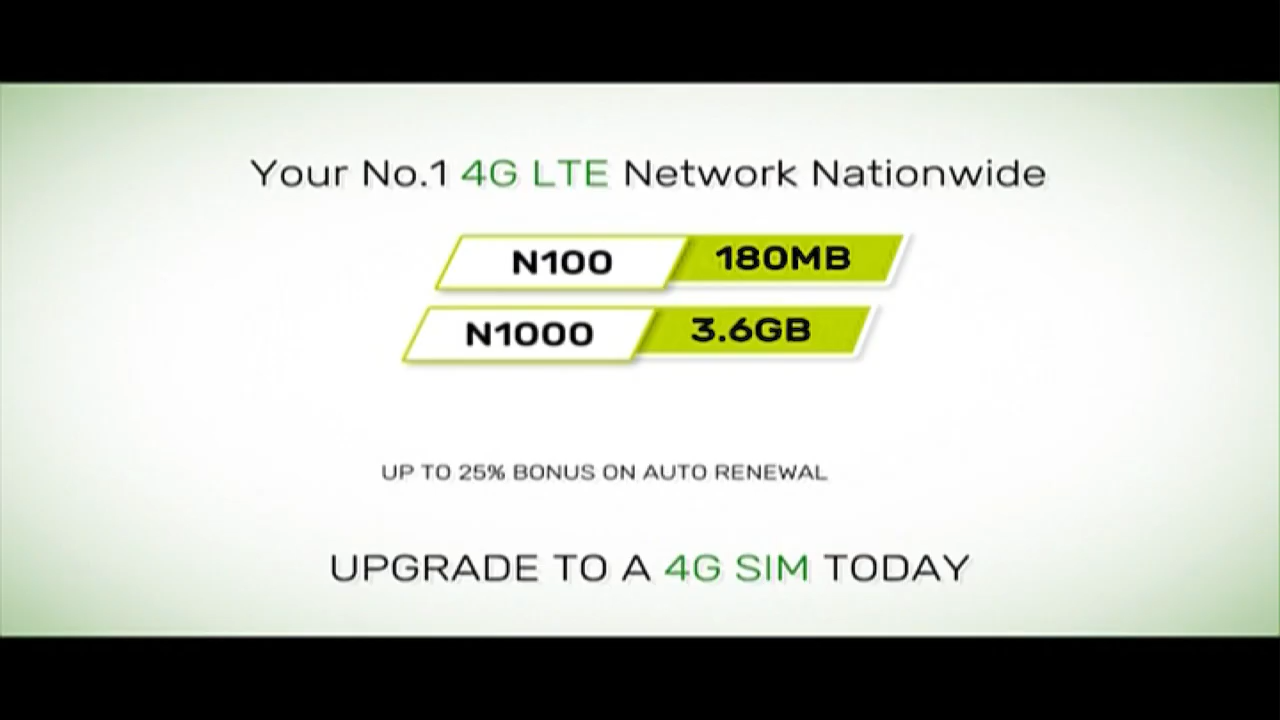 Your No.1 4G LTE Network Nationwide
N100 180MB
N1000 3.6GB
UP TO 25% BONUS ON AUTO RENEWAL
UPGRADE TO A 4G SIM TODAY